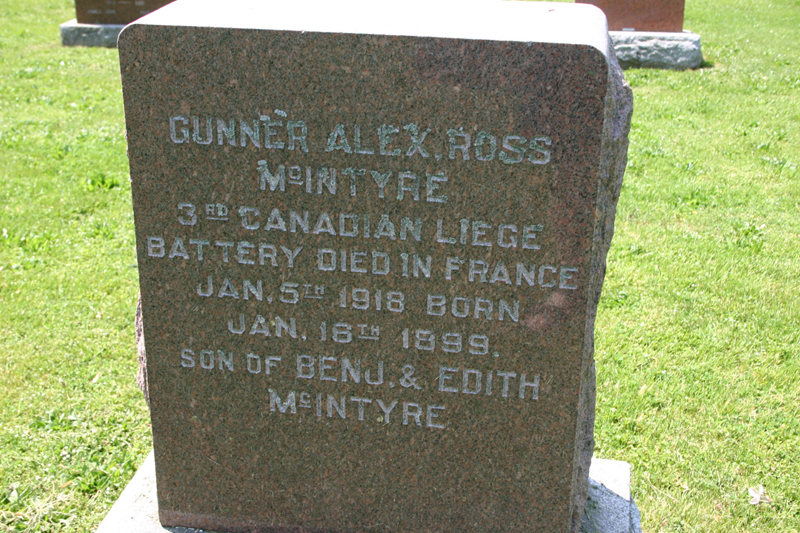 GUNNER ALEX. ROSS
McINTYRE
3RD CANADIAN LIEGE
BATTERY DIED IN FRANCE
JAN. 5TH 1918 BORN
JAN. 18TH 1899.
SON OF BENJ. & EDITH
McINTYRE